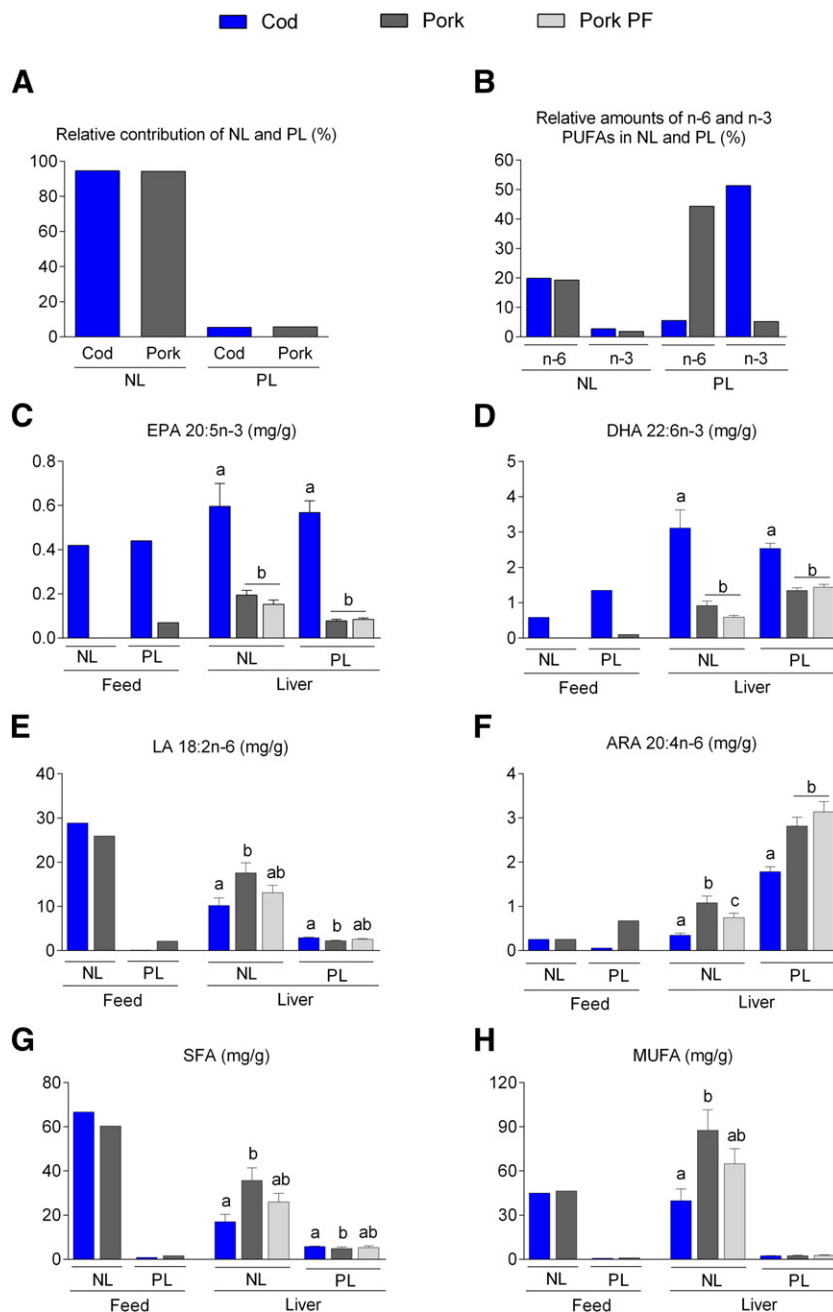 Cod Pork Pork PF
A
Relative contribution of NL and PL (%)
100
80
60
40
20
0
Cod Pork Cod Pork
NL PL
B
Relative amounts of n-6 and n-3
PUFAs in NL and PL (%)
60
50
40
30
20
10
0
n-6 n-3 n-6 n-3
NL PL
C
EPA 20:5n-3 (mg/g)
0.8
0.6
0.4
0.2
0.0
a
b
a
b
NL PL NL PL
Feed Liver
D
DHA 22:6n-3 (mg/g)
5
4
3
2
1
0
a
b
a
b
NL PL NL PL
Feed Liver
E
LA 18:2n-6 (mg/g)
40
30
20
10
0
a b ab a b ab
NL PL NL PL
Feed Liver
F
ARA 20:4n-6 (mg/g)
4
3
2
1
0
a b c a b
NL PL NL PL
Feed Liver
G
SFA (mg/g)
80
60
40
20
0
a b ab a b ab
NL PL NL PL
Feed Liver
H
MUFA (mg/g)
120
90
60
30
0
a b ab
NL PL NL PL
Feed Liver